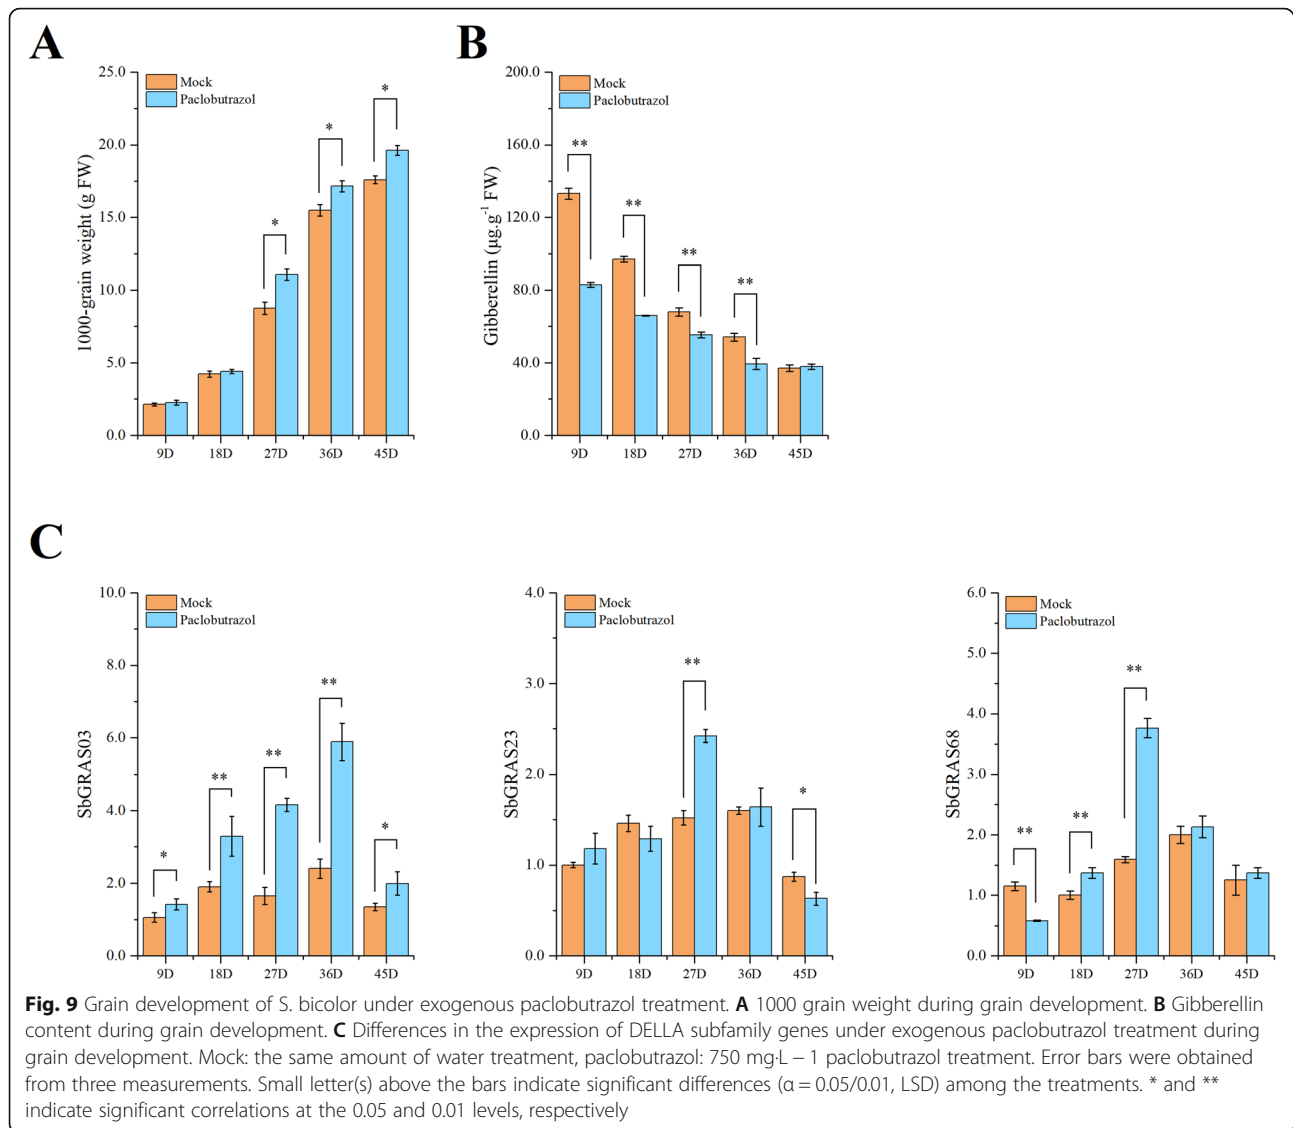 A
B
25.0
20.0
15.0
10.0
5.0
0.0
1000-grain weight (g FW)
Mock
Paclobutrazol
*
*
*
9D 18D 27D 36D 45D
200.0
160.0
120.0
80.0
40.0
0.0
Gibberellin (μg.g-1 FW)
Mock
Paclobutrazol
**
**
**
**
9D 18D 27D 36D 45D
C
10.0
8.0
6.0
4.0
2.0
0.0
SbGRAS03
Mock
Paclobutrazol
*
**
**
**
*
9D 18D 27D 36D 45D
4.0
3.0
2.0
1.0
0.0
SbGRAS23
Mock
Paclobutrazol
**
*
9D 18D 27D 36D 45D
6.0
5.0
4.0
3.0
2.0
1.0
0.0
SbGRAS68
Mock
Paclobutrazol
**
**
**
9D 18D 27D 36D 45D
Fig. 9 Grain development of S. bicolor under exogenous paclobutrazol treatment. A 1000 grain weight during grain development. B Gibberellin
content during grain development. C Differences in the expression of DELLA subfamily genes under exogenous paclobutrazol treatment during
grain development. Mock: the same amount of water treatment, paclobutrazol: 750 mg·L − 1 paclobutrazol treatment. Error bars were obtained
from three measurements. Small letter(s) above the bars indicate significant differences (α = 0.05/0.01, LSD) among the treatments. * and **
indicate significant correlations at the 0.05 and 0.01 levels, respectively